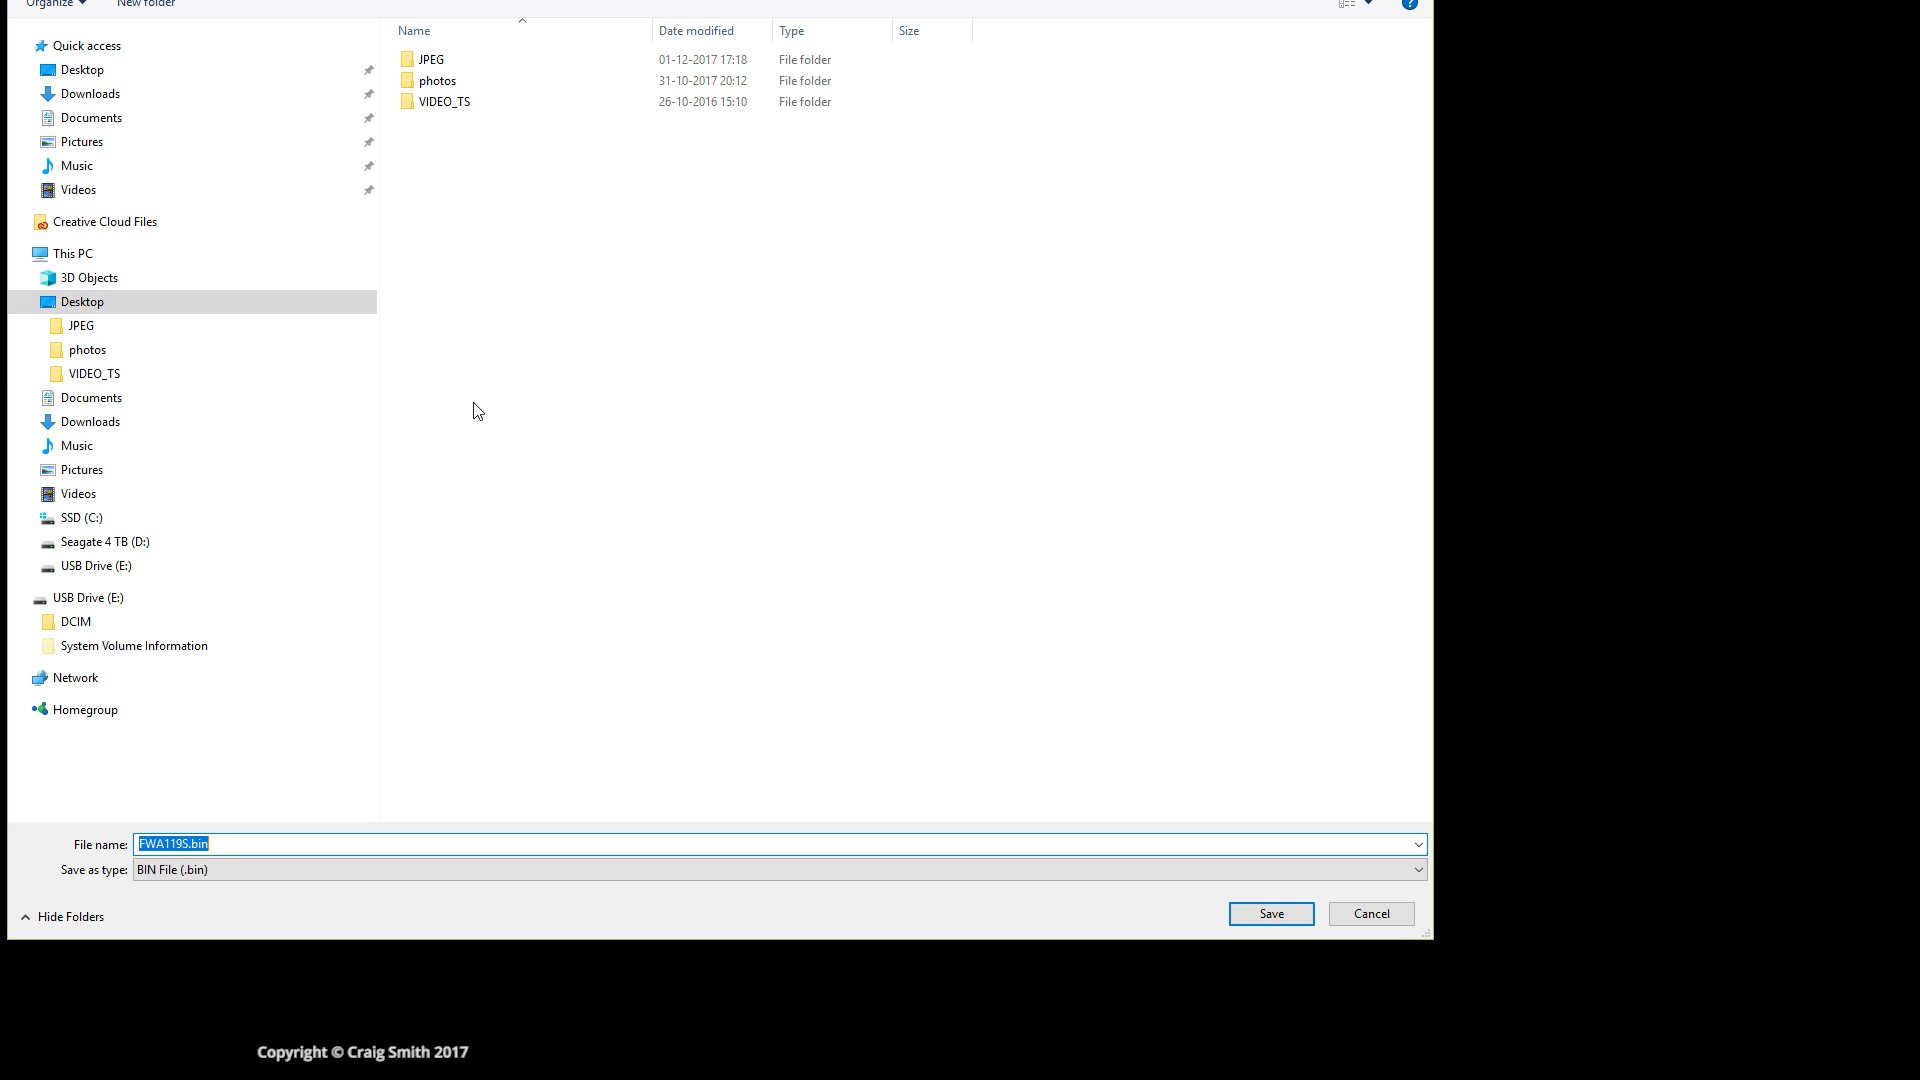 Organize
New folder
Name
Date modified
Type
Size
JPEG
01-12-2017 17:18
File folder
photos
31-10-2017 20:12
File folder
VIDEO_TS
26-10-2016 15:10
File folder
Quick access
Desktop
Downloads
Documents
Pictures
Music
Videos
Creative Cloud Files
This PC
3D Objects
Desktop
JPEG
photos
VIDEO_TS
Documents
Downloads
Music
Pictures
Videos
SSD (C:)
Seagate 4 TB (D:)
USB Drive (E:)
USB Drive (E:)
DCIM
System Volume Information
Network
Homegroup
File name:
FWA119S.bin
Save as type:
BIN File (.bin)
Hide Folders
Save
Cancel
Copyright © Craig Smith 2017